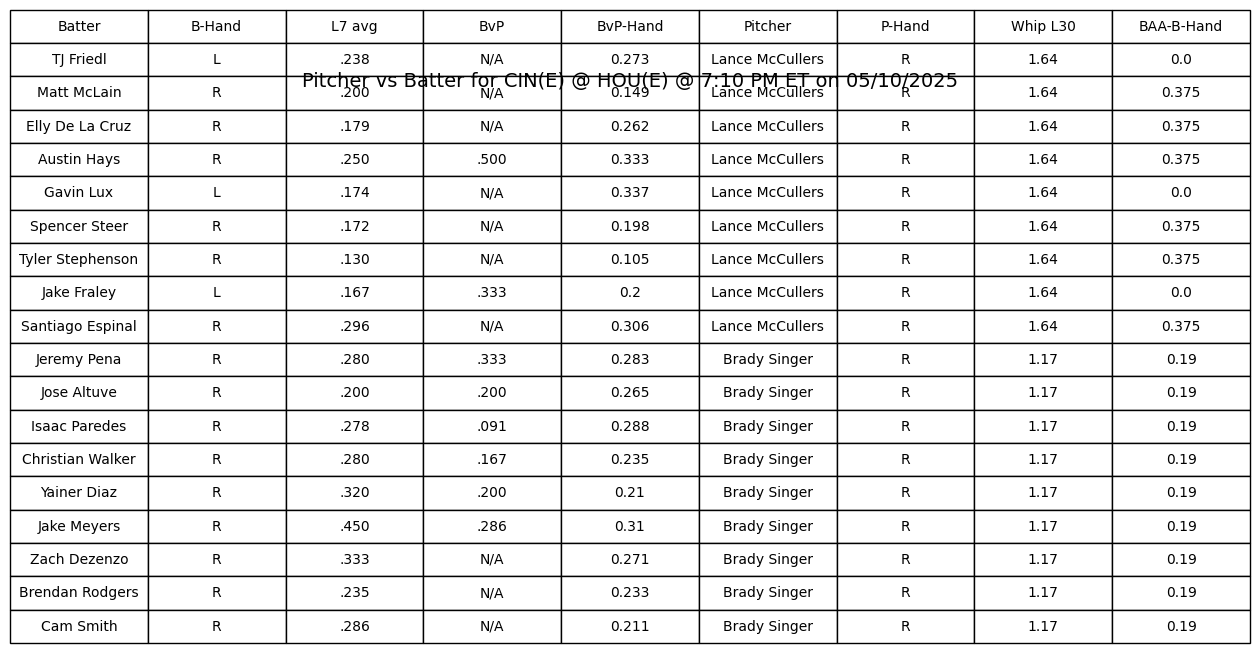 Batter B-Hand L7 avg BvP BvP-Hand Pitcher P-Hand Whip L30 BAA-B-Hand
TJ Friedl L .238 N/A 0.273 Lance McCullers R 1.64 0.0
Pitcher vs Batter for CIN(E) @ HOU(E) @ 7:10 PM ET on 05/10/2025
Matt McLain R .200 N/A 0.149 Lance McCullers R 1.64 0.375
Elly De La Cruz R .179 N/A 0.262 Lance McCullers R 1.64 0.375
Austin Hays R .250 .500 0.333 Lance McCullers R 1.64 0.375
Gavin Lux L .174 N/A 0.337 Lance McCullers R 1.64 0.0
Spencer Steer R .172 N/A 0.198 Lance McCullers R 1.64 0.375
Tyler Stephenson R .130 N/A 0.105 Lance McCullers R 1.64 0.375
Jake Fraley L .167 .333 0.2 Lance McCullers R 1.64 0.0
Santiago Espinal R .296 N/A 0.306 Lance McCullers R 1.64 0.375
Jeremy Pena R .280 .333 0.283 Brady Singer R 1.17 0.19
Jose Altuve R .200 .200 0.265 Brady Singer R 1.17 0.19
Isaac Paredes R .278 .091 0.288 Brady Singer R 1.17 0.19
Christian Walker R .280 .167 0.235 Brady Singer R 1.17 0.19
Yainer Diaz R .320 .200 0.21 Brady Singer R 1.17 0.19
Jake Meyers R .450 .286 0.31 Brady Singer R 1.17 0.19
Zach Dezenzo R .333 N/A 0.271 Brady Singer R 1.17 0.19
Brendan Rodgers R .235 N/A 0.233 Brady Singer R 1.17 0.19
Cam Smith R .286 N/A 0.211 Brady Singer R 1.17 0.19